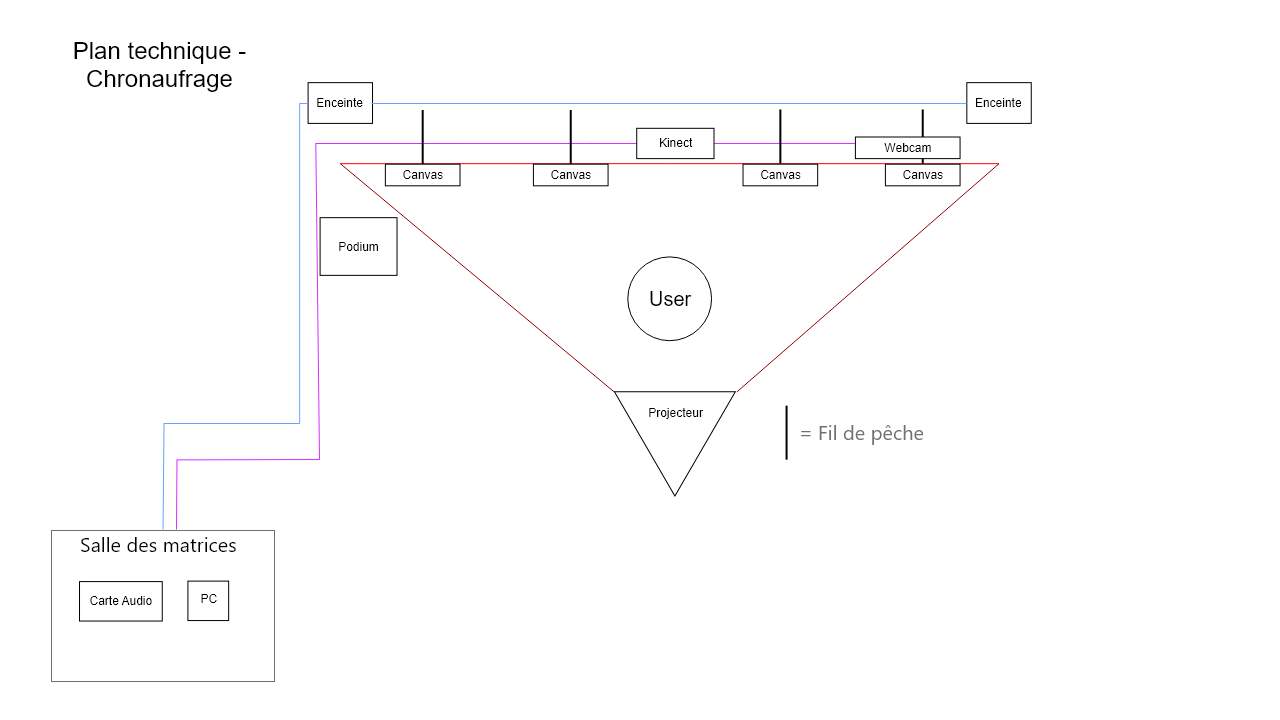 Plan technique -
Chronaufrage
Enceinte
Enceinte
Kinect
Webcam
Canvas
Canvas
Canvas
Canvas
Podium
User
Projecteur
= Fil de pêche
Salle des matrices
Carte Audio
PC